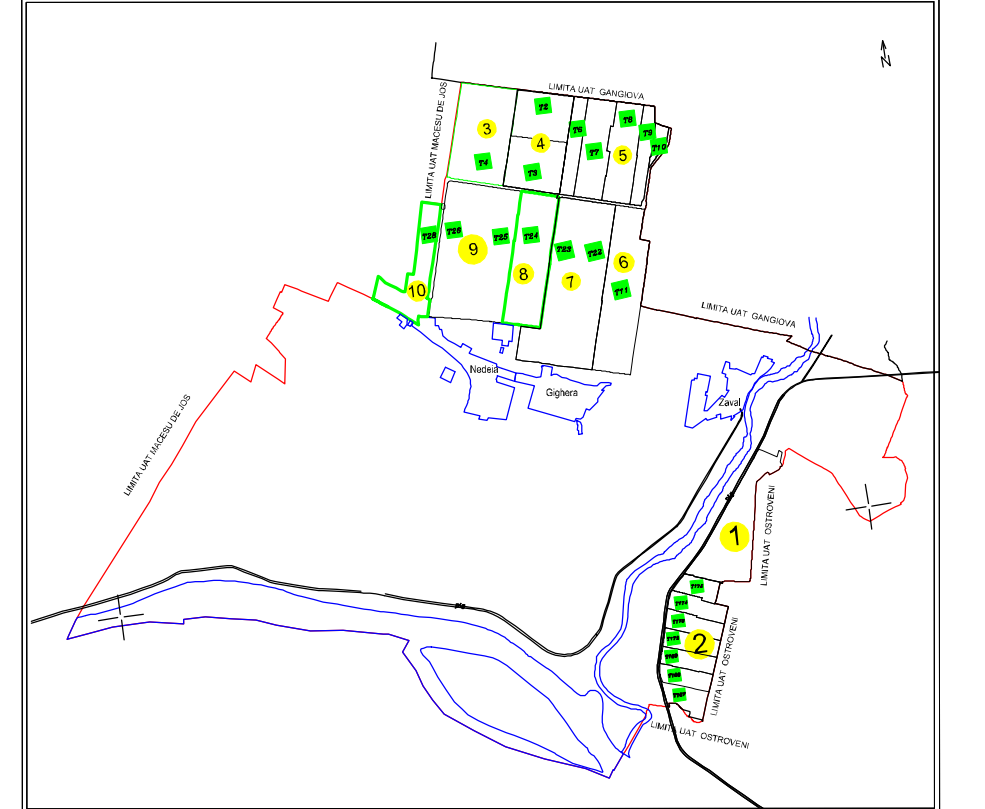 N
LIMITA UAT GANGIOVA
LIMITA UAT MACESU DE JOS
T2
T8
3
T6
T9
4
T10
T7
5
T4
T3
T28
T26
T25
T24
9
T23
T22
6
8
7
10
T11
LIMITA UAT GANGIOVA
Nedeia
Gighera
Zaval
LIMITA UAT MACESU DE JOS
LIMITA UAT OSTROVENI
1
2
LIMITA UAT OSTROVENI
LIMITA UAT OSTROVENI